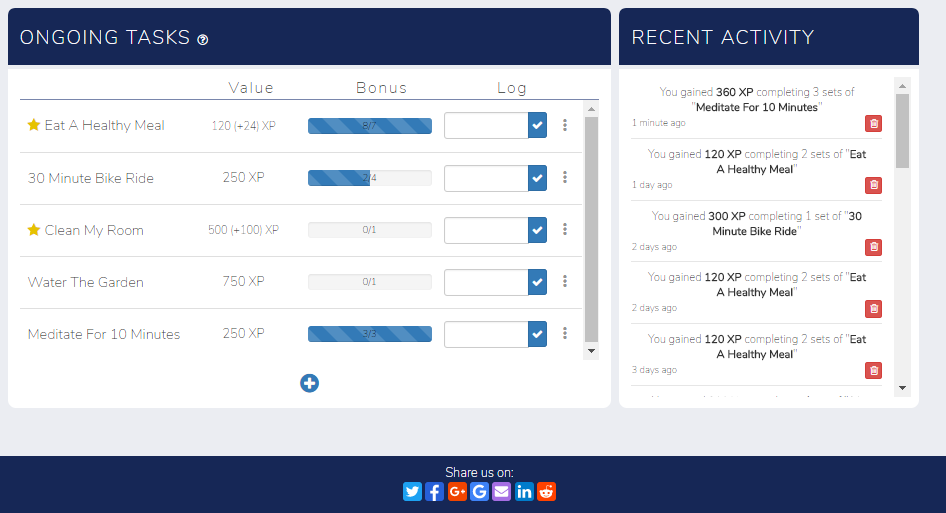 ONGOING TASKS
Value Bonus Log
Eat A Healthy Meal 120 (+24) XP 8/7
30 Minute Bike Ride 250 XP 2/4
Clean My Room 500 (+100) XP 0/1
Water The Garden 750 XP 0/1
Meditate For 10 Minutes 250 XP 3/3
RECENT ACTIVITY
You gained 360 XP completing 3 sets of
"Meditate For 10 Minutes"
1 minute ago
You gained 120 XP completing 2 sets of "Eat
A Healthy Meal"
1 day ago
You gained 300 XP completing 1 set of "30
Minute Bike Ride"
2 days ago
You gained 120 XP completing 2 sets of "Eat
A Healthy Meal"
2 days ago
You gained 120 XP completing 2 sets of "Eat
A Healthy Meal"
3 days ago
Share us on: